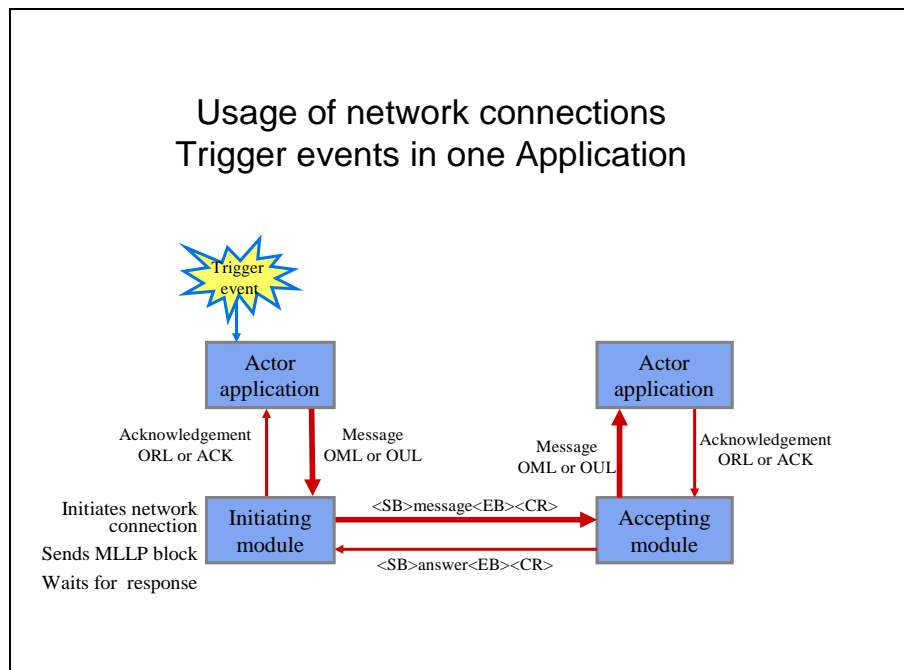 Usage of network connections
Trigger events in one Application
Trigger
event
Actor
application
Actor
application
Acknowledgement
ORL or ACK
Message
OML or OUL
Message
OML or OUL
Acknowledgement
ORL or ACK
Initiates network
connection
Sends MLLP block
Waits for response
Initiating
module
<SB>message<EB><CR>
<SB>answer<EB><CR>
Accepting
module